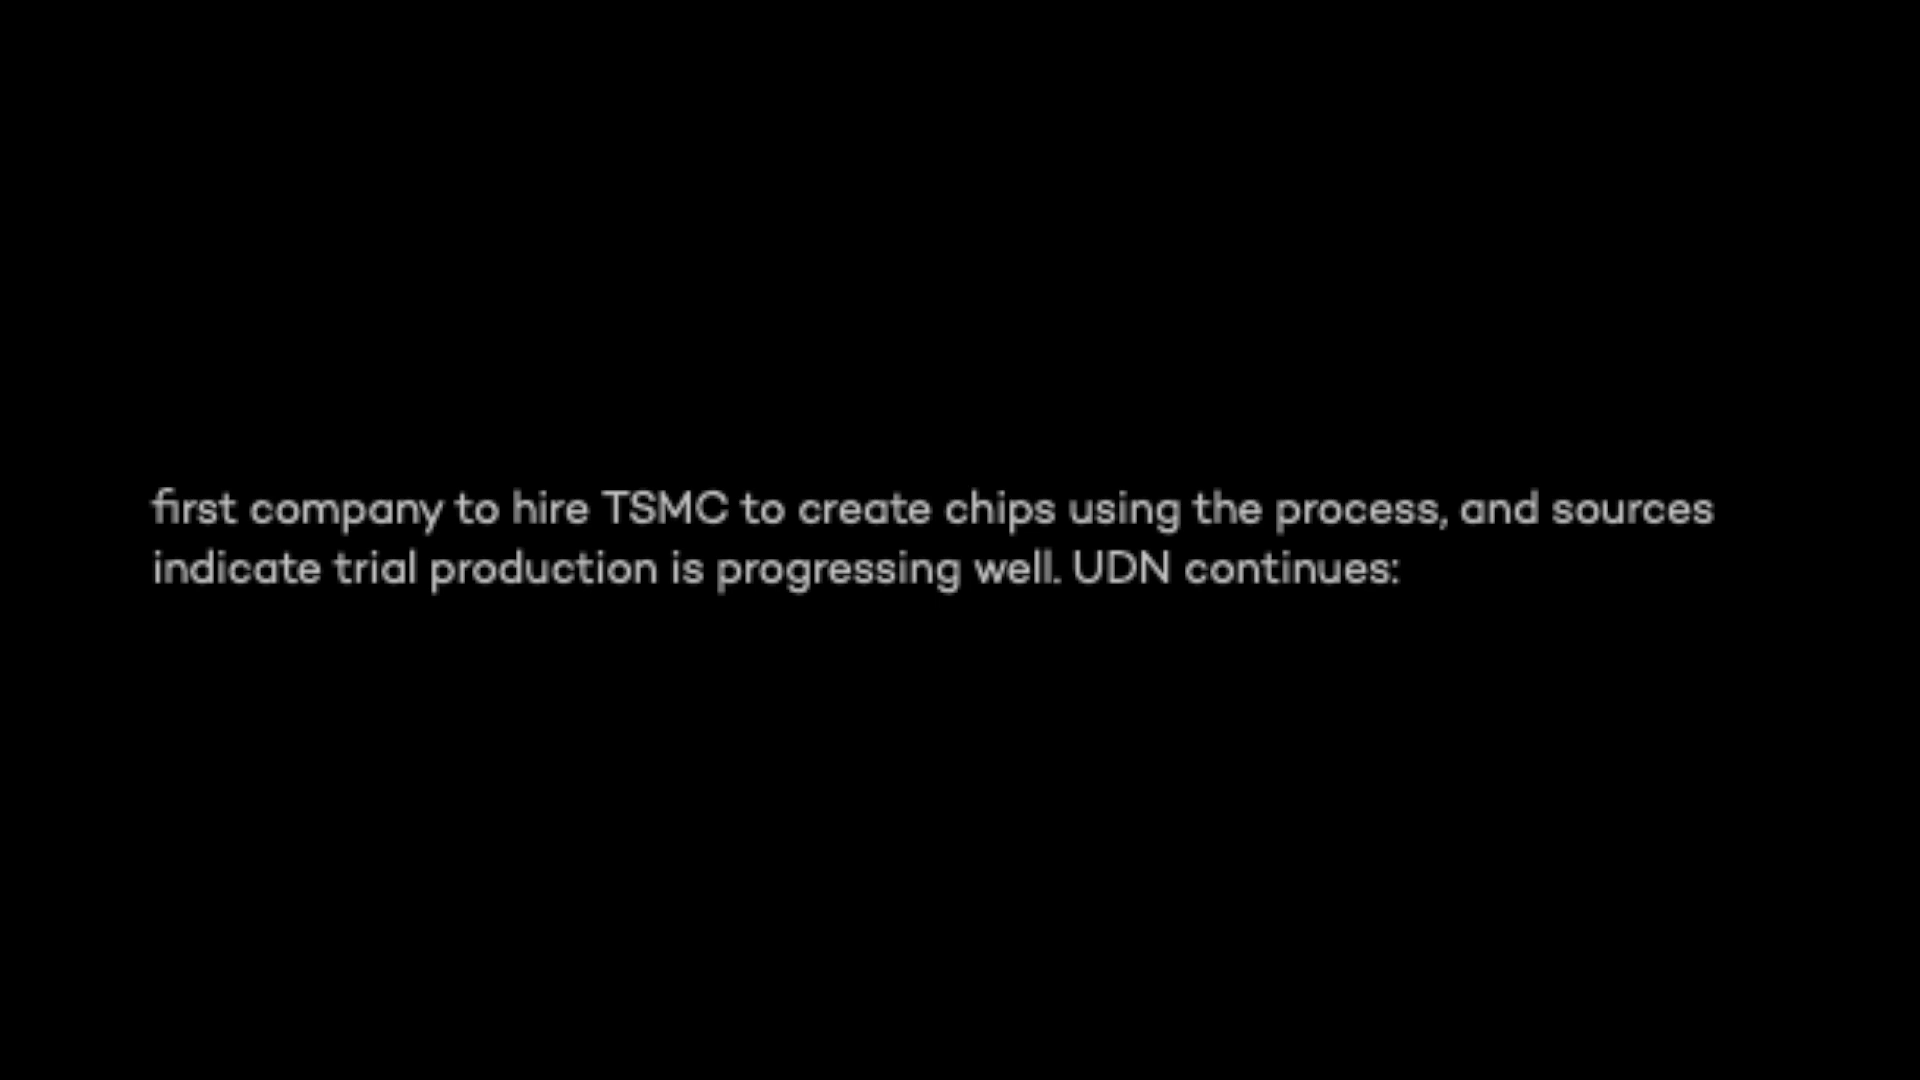 first company to hire TSMC to create chips using the process, and sources
indicate trial production is progressing well. UDN continues: